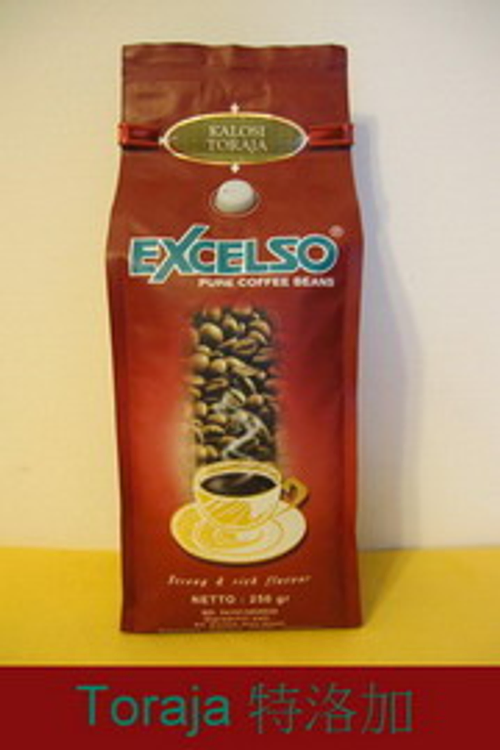 KALOSI
TORAJA
EXCELSO®
PURE COFFEE BEANS
Strong & rich flavour
NETTO : 250 gr
Toraja 特洛加